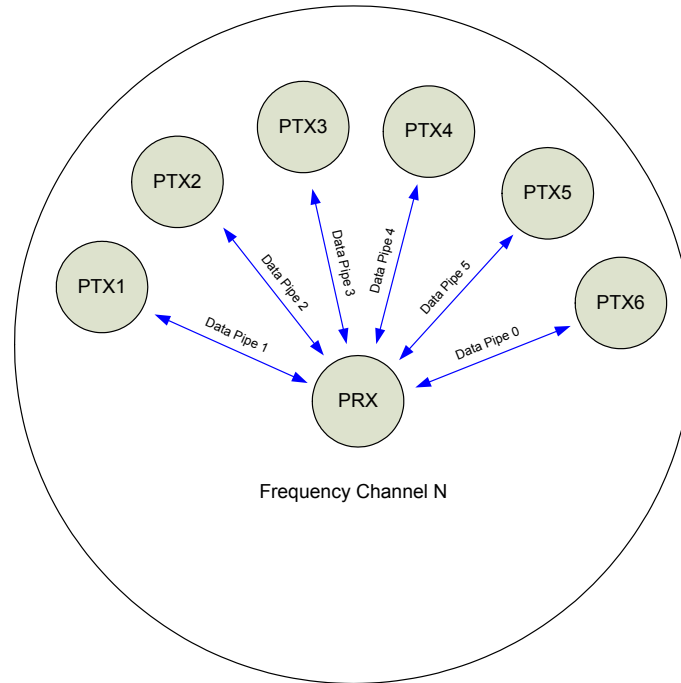 PTX3
PTX4
PTX2
PTX5
PTX1
PTX6
Data Pipe 1
Data Pipe 2
Data Pipe 3
Data Pipe 4
Data Pipe 5
Data Pipe 0
PRX
Frequency Channel N